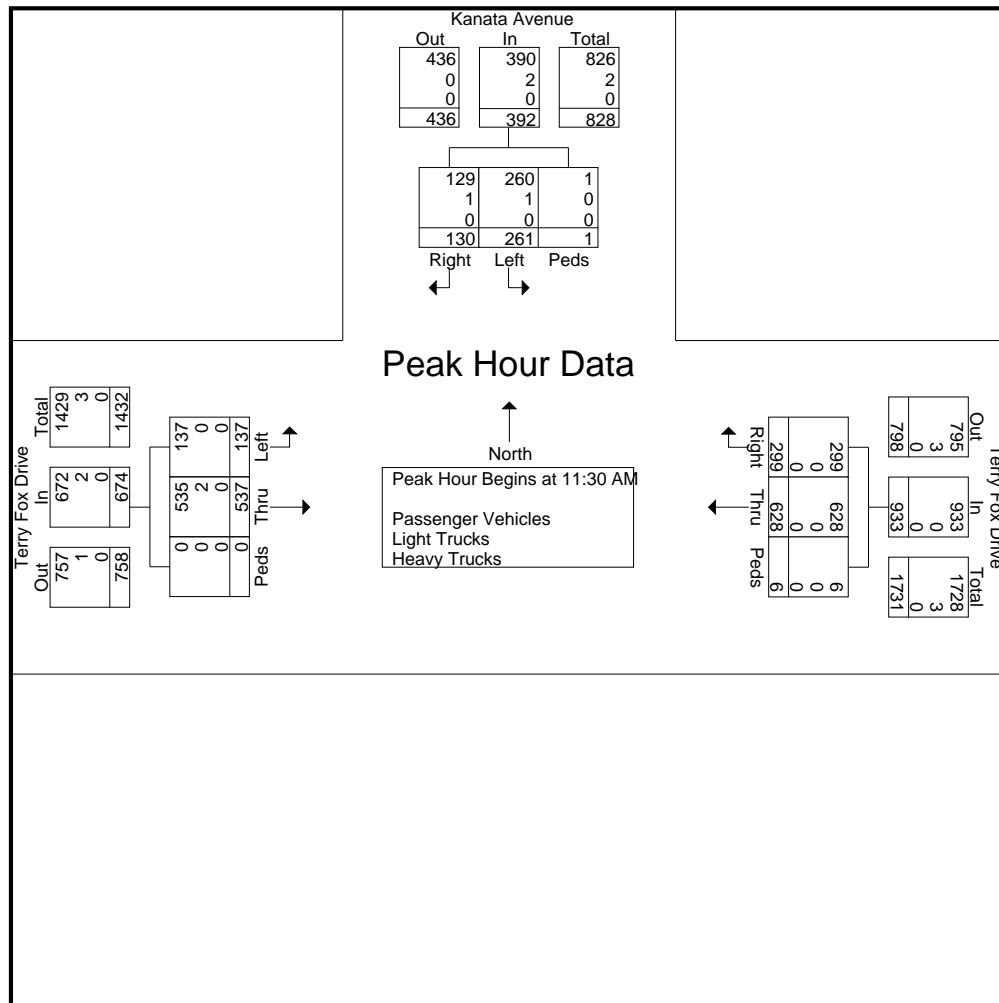 Kanata Avenue
Out In Total
436 390 826
0 2 2
0 0 0
436 392 828
129 260 1
1 1 0
0 0 0
130 261 1
Right Left Peds
Peak Hour Data
North
Peak Hour Begins at 11:30 AM
Passenger Vehicles
Light Trucks
Heavy Trucks
Terry Fox Drive
Out In Total
757 672 1429
1 2 3
0 0 0
758 674 1432
Peds Thru Left
0 535 137
0 2 0
0 0 0
0 537 137
Terry Fox Drive
Out In Total
795 933 1728
3 0 3
0 0 0
798 933 1731
Right Thru Peds
299 628 6
0 0 0
0 0 0
299 628 6